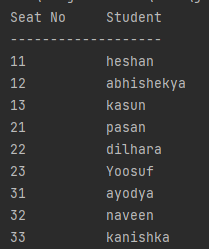 Seat No     Student
-------------------
11          heshan
12          abhishekya
13          kasun
21          pasan
22          dilhara
23          Yoosuf
31          ayodya
32          naveen
33          kanishka